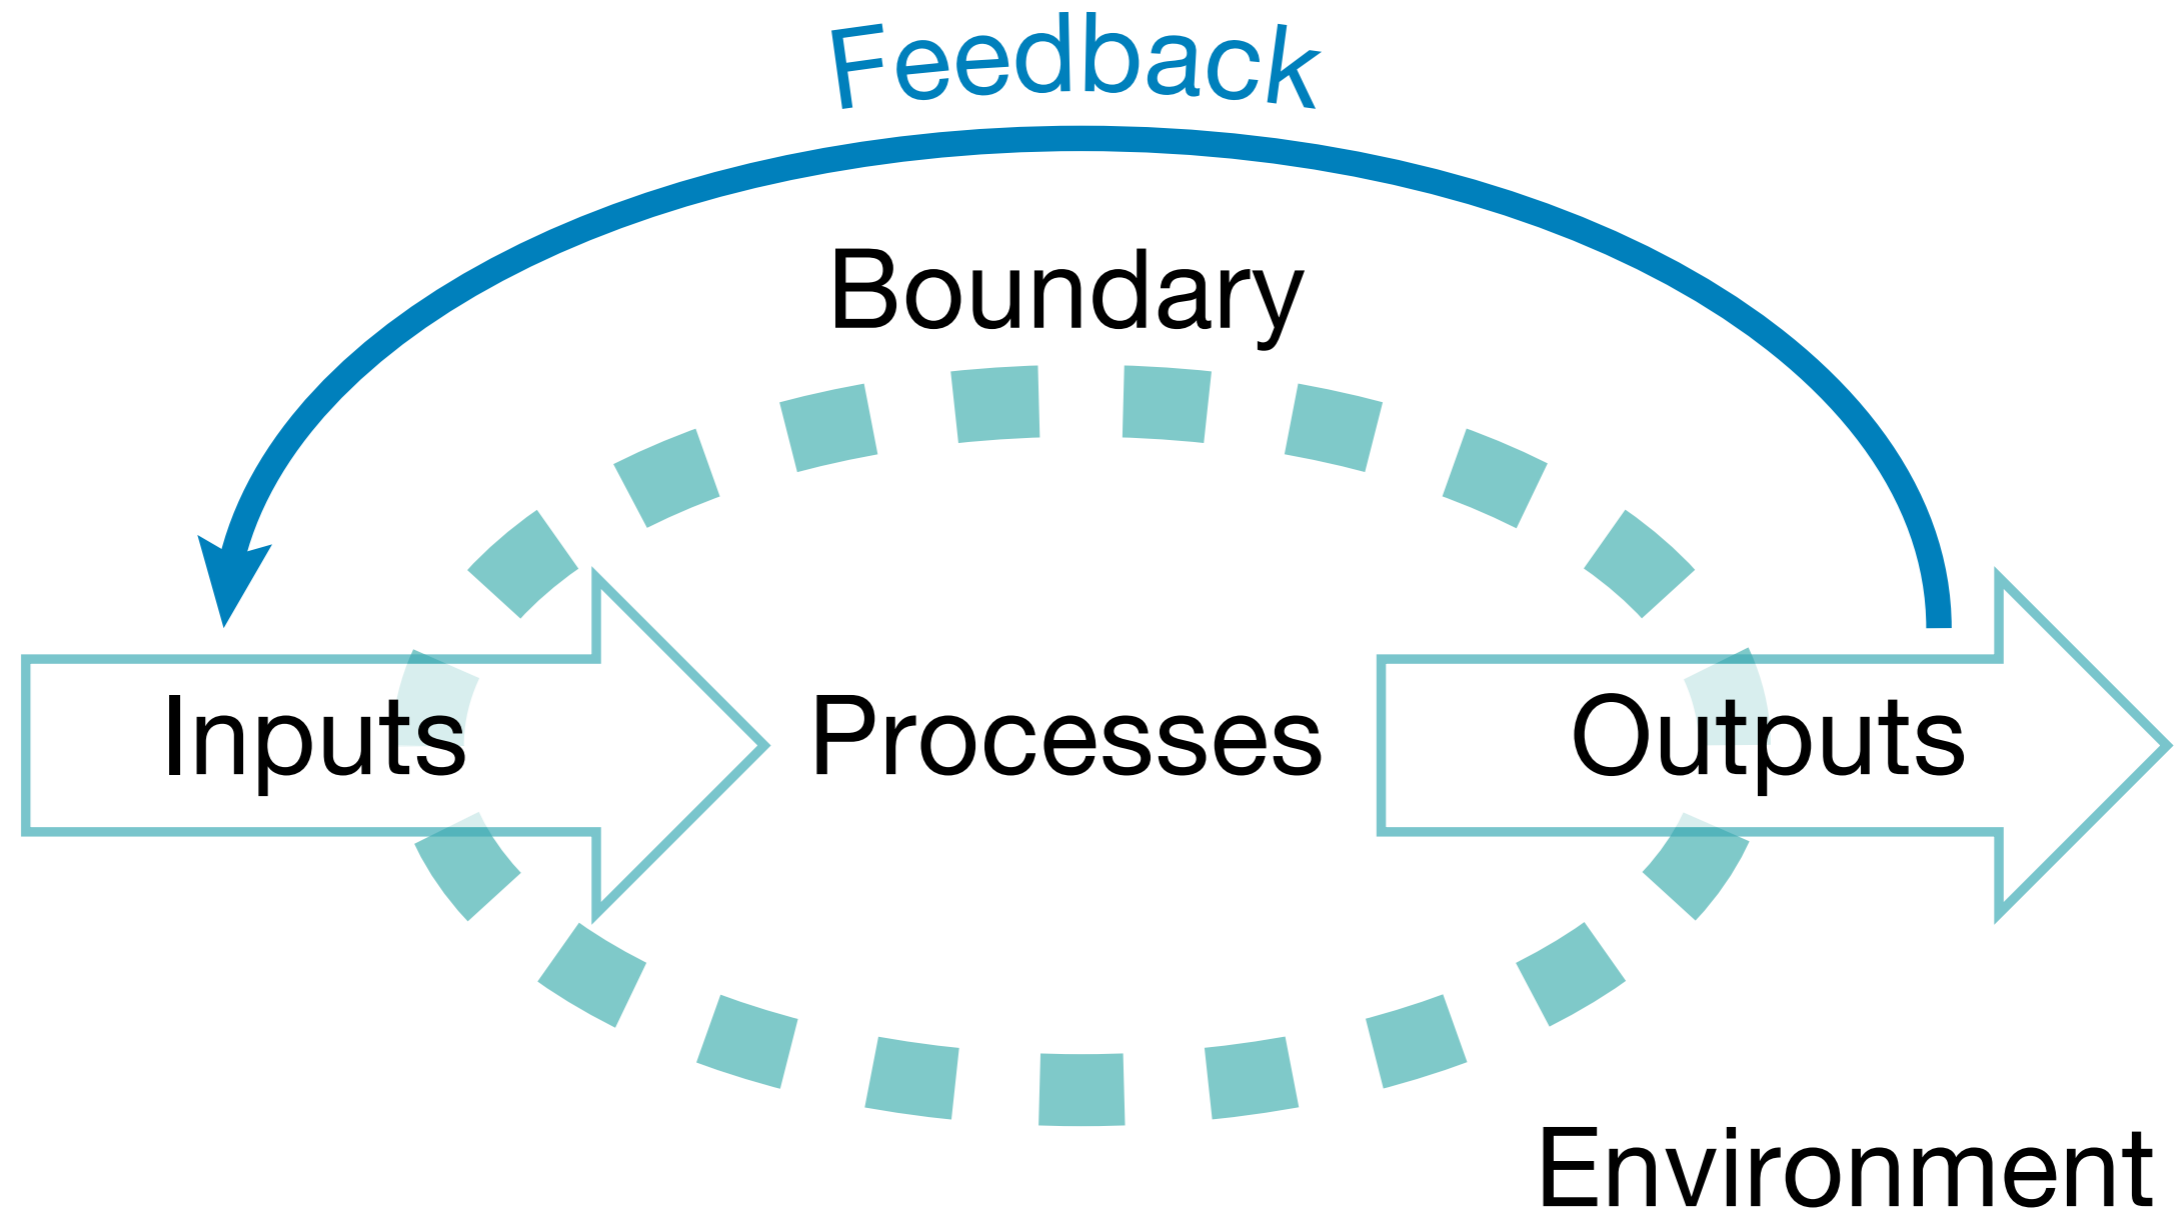 Feedback
Boundary
Inputs
Processes
Outputs
Environment